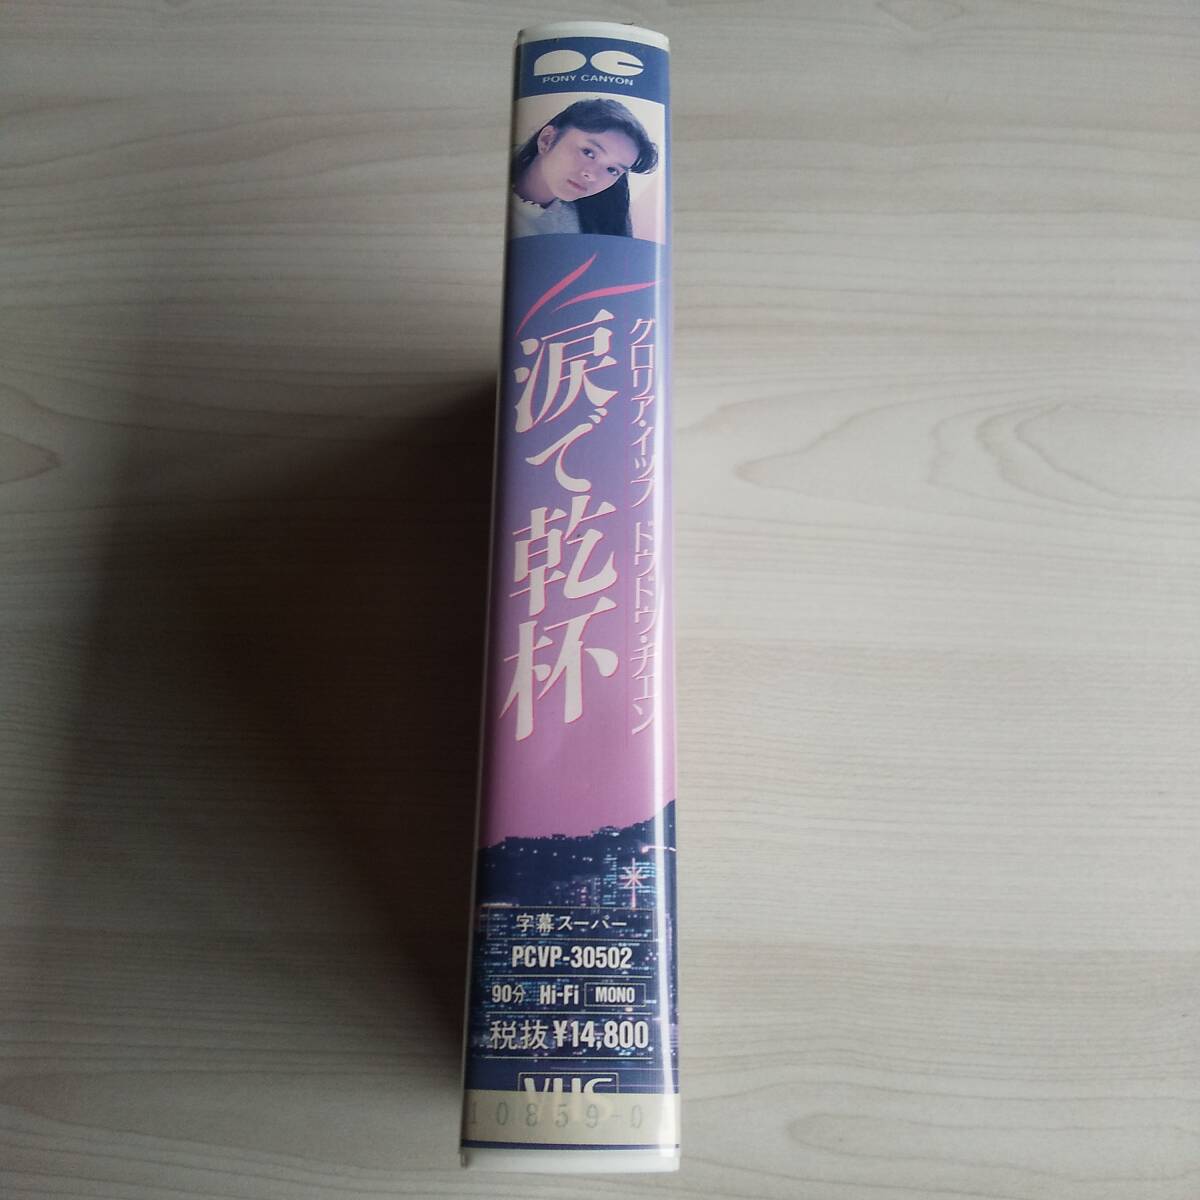 PONY CANYON
グロリア・イップ ドゥドゥ・チェン
涙で乾杯
字幕スーパー
PCVP-30502
90分 Hi-Fi MONO
税抜¥14,800
VHS
10859-0